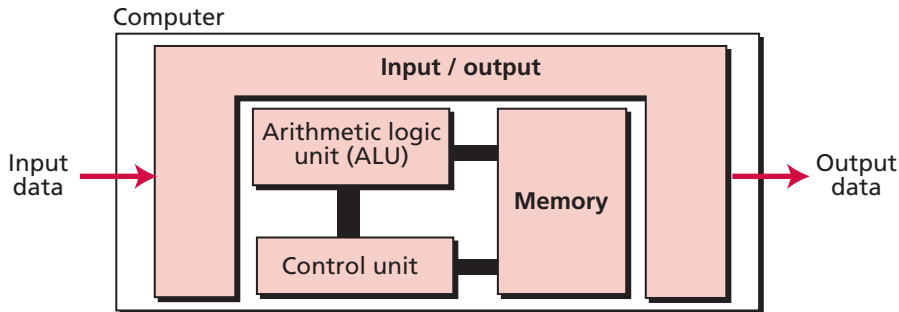 Computer
Input / output
Arithmetic logic
unit (ALU)
Input
data
Output
data
Memory
Control unit